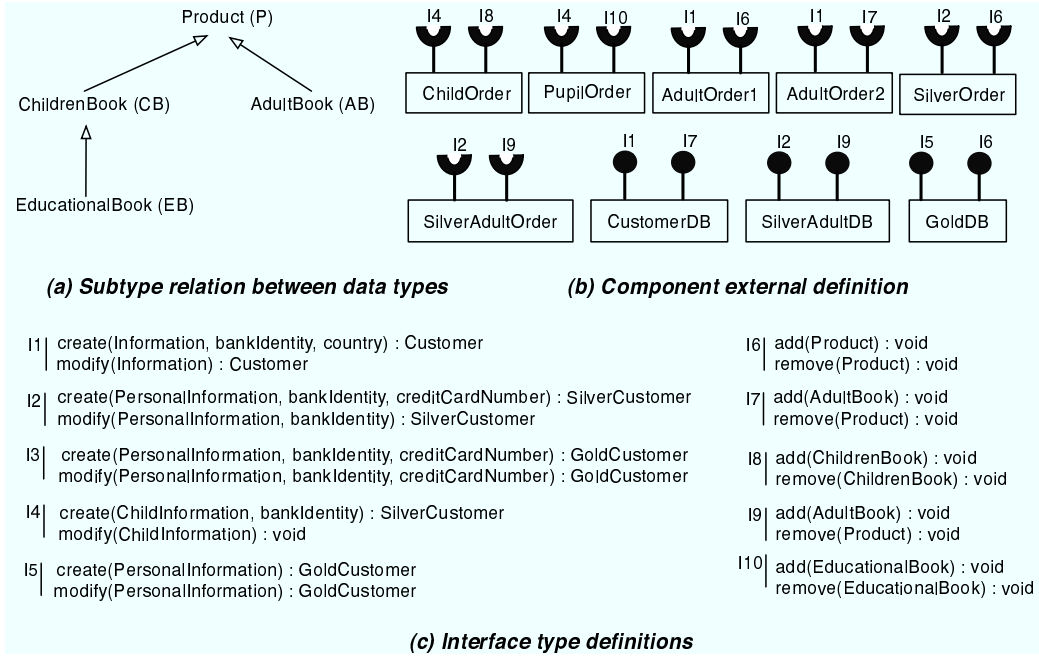 Product (P)
ChildrenBook (CB)
AdultBook (AB)
EducationalBook (EB)
I4 I8
ChildOrder
I4 I10
PupilOrder
I1 I6
AdultOrder1
I1 I7
AdultOrder2
I2 I6
SilverOrder
I2 I9
SilverAdultOrder
I1 I7
CustomerDB
I2 I9
SilverAdultDB
I5 I6
GoldDB
(a) Subtype relation between data types
(b) Component external definition
I1 create(Information, bankIdentity, country) : Customer
modify(Information) : Customer
I2 create(PersonalInformation, bankIdentity, creditCardNumber) : SilverCustomer
modify(PersonalInformation, bankIdentity) : SilverCustomer
I3 create(PersonalInformation, bankIdentity, creditCardNumber) : GoldCustomer
modify(PersonalInformation, bankIdentity, creditCardNumber) : GoldCustomer
I4 create(ChildInformation, bankIdentity) : SilverCustomer
modify(ChildInformation) : void
I5 create(PersonalInformation) : GoldCustomer
modify(PersonalInformation) : GoldCustomer
I6 add(Product) : void
remove(Product) : void
I7 add(AdultBook) : void
remove(Product) : void
I8 add(ChildrenBook) : void
remove(ChildrenBook) : void
I9 add(AdultBook) : void
remove(Product) : void
I10 add(EducationalBook) : void
remove(EducationalBook) : void
(c) Interface type definitions